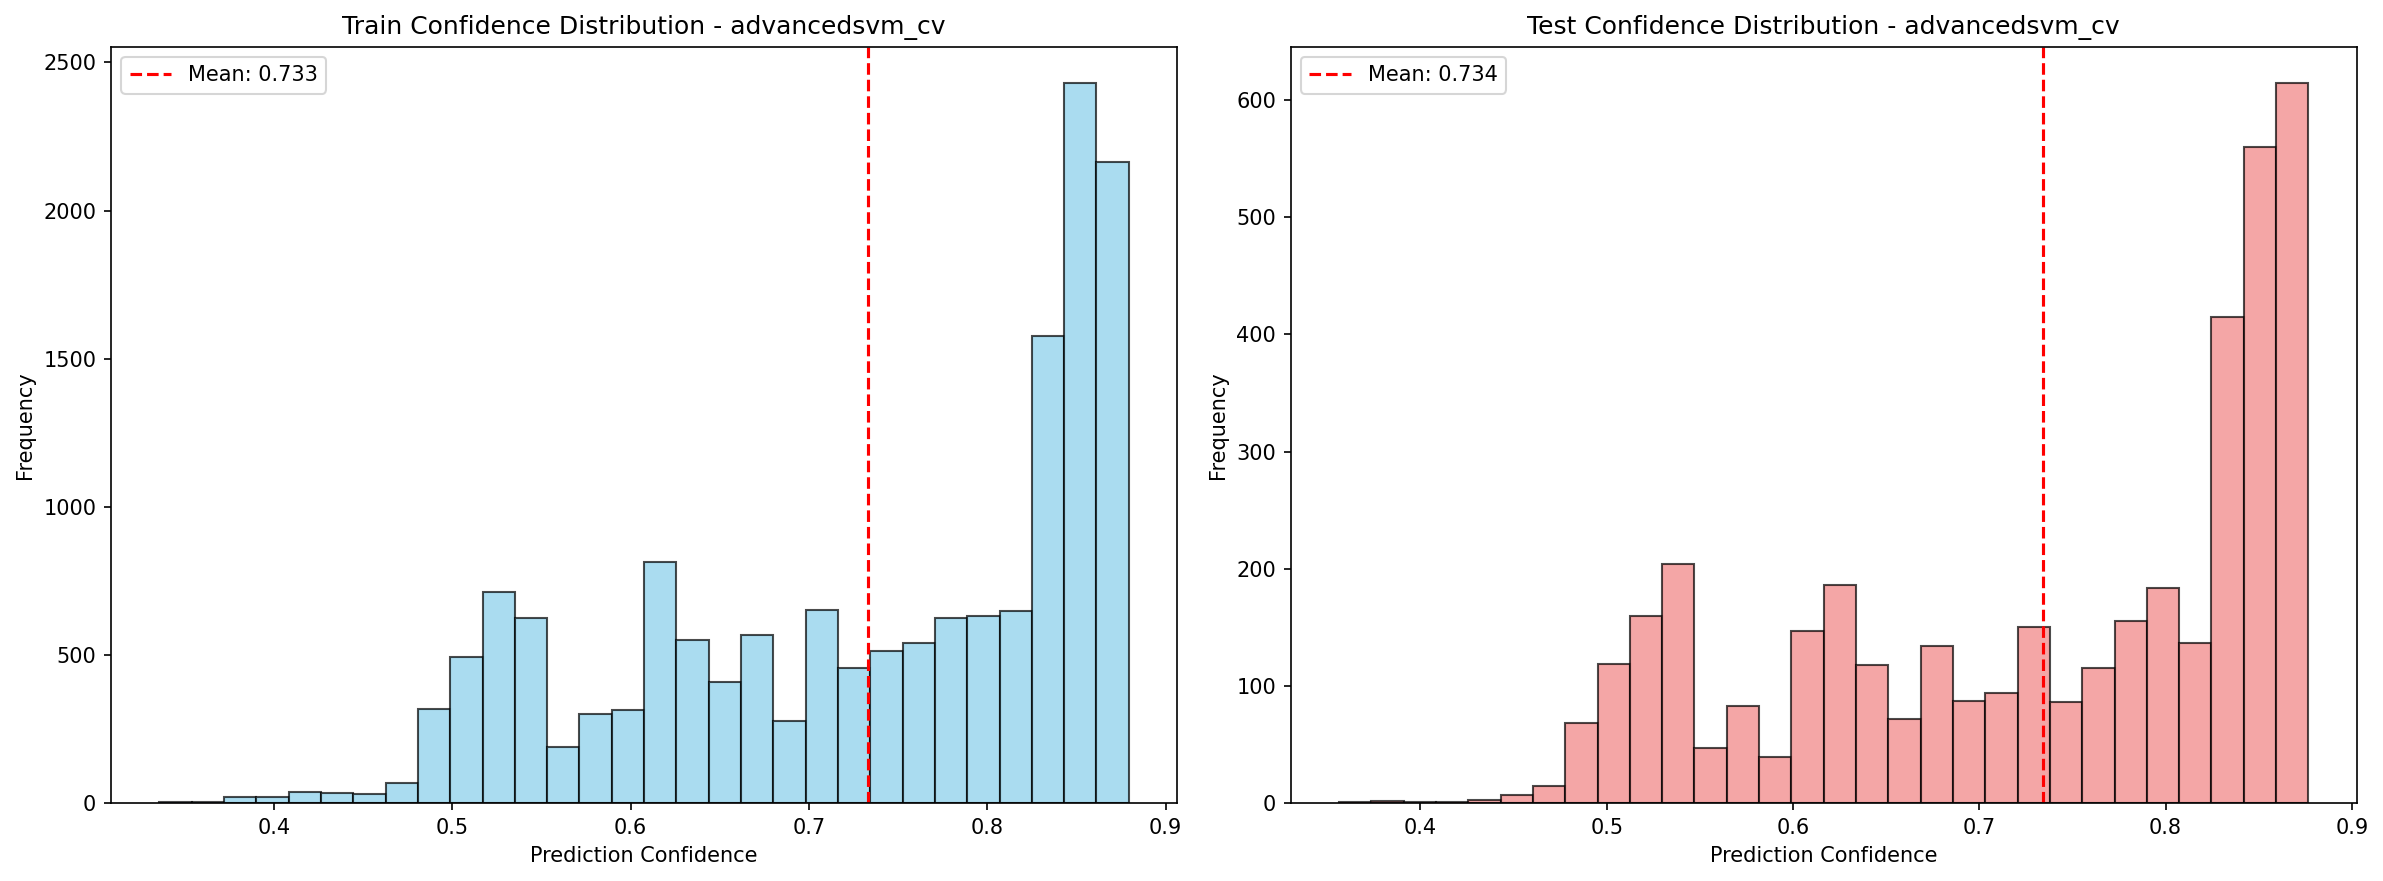 Train Confidence Distribution - advancedsvm_cv
Mean: 0.733
2500
2000
1500
1000
500
0
Frequency
0.4 0.5 0.6 0.7 0.8 0.9
Prediction Confidence
Test Confidence Distribution - advancedsvm_cv
Mean: 0.734
600
500
400
300
200
100
0
Frequency
0.4 0.5 0.6 0.7 0.8 0.9
Prediction Confidence